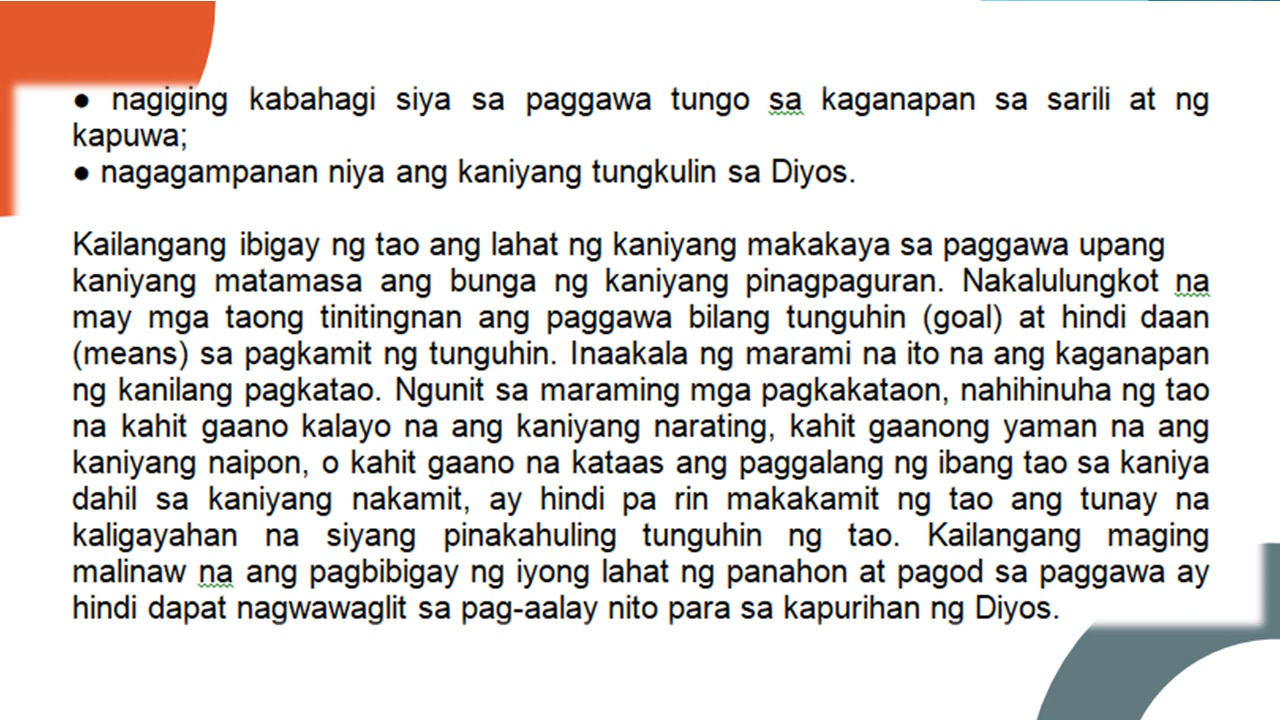 ● nagiging kabahagi siya sa paggawa tungo sa kaganapan sa sarili at ng
kapuwa;
● nagagampanan niya ang kaniyang tungkulin sa Diyos.
Kailangang ibigay ng tao ang lahat ng kaniyang makakaya sa paggawa upang
kaniyang matamasa ang bunga ng kaniyang pinagpaguran. Nakalulungkot na
may mga taong tinitingnan ang paggawa bilang tunguhin (goal) at hindi daan
(means) sa pagkamit ng tunguhin. Inaakala ng marami na ito na ang kaganapan
ng kanilang pagkatao. Ngunit sa maraming mga pagkakataon, nahihinuha ng tao
na kahit gaano kalayo na ang kaniyang narating, kahit gaanong yaman na ang
kaniyang naipon, o kahit gaano na kataas ang paggalang ng ibang tao sa kaniya
dahil sa kaniyang nakamit, ay hindi pa rin makakamit ng tao ang tunay na
kaligayahan na siyang pinakahuling tunguhin ng tao. Kailangang maging
malinaw na ang pagbibigay ng iyong lahat ng panahon at pagod sa paggawa ay
hindi dapat nagwawaglit sa pag-aalay nito para sa kapurihan ng Diyos.